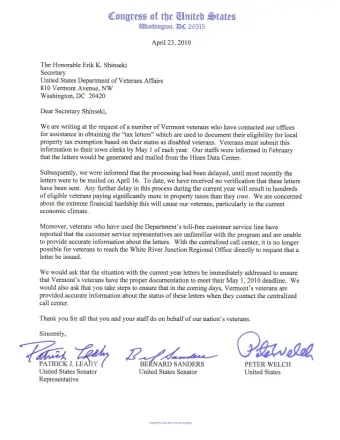 Congress of the United States
Washington, DC 20515
April 23, 2010
The Honorable Erik K. Shinseki
Secretary
United States Department of Veterans Affairs
810 Vermont Avenue, NW
Washington, DC 20420
Dear Secretary Shinseki,
We are writing at the request of a number of Vermont veterans who have contacted our offices
for assistance in obtaining the "tax letters" which are used to document their eligibility for local
property tax exemption based on their status as disabled veterans. Veterans must submit this
information to their town clerks by May 1 of each year. Our staffs were informed in February
that the letters would be generated and mailed from the Hines Data Center.
Subsequently, we were informed that the processing had been delayed, until most recently the
letters were to be mailed on April 16. To date, we have received no verification that these letters
have been sent. Any further delay in this process during the current year will result in hundreds
of eligible veterans paying significantly more in property taxes than they owe. We are concerned
about the extreme financial hardship this will cause our veterans, particularly in the current
economic climate.
Moreover, veterans who have used the Department's toll-free customer service line have
reported that the customer service representatives are unfamiliar with the program and are unable
to provide accurate information about the letters. With the centralized call center, it is no longer
possible for veterans to reach the White River Junction Regional Office directly to request that a
letter be issued.
We would ask that the situation with the current year letters be immediately addressed to ensure
that Vermont's veterans have the proper documentation to meet their May 1, 2010 deadline. We
would also ask that you take steps to ensure that in the coming days, Vermont's veterans are
provided accurate information about the status of these letters when they contact the centralized
call center.
Thank you for all that you and your staff do on behalf of our nation's veterans.
Sincerely,
Patrick Leahy Bernard Sanders Peter Welch
PATRICK J. LEAHY BERNARD SANDERS PETER WELCH
United States Senator United States Senator United States
Representative